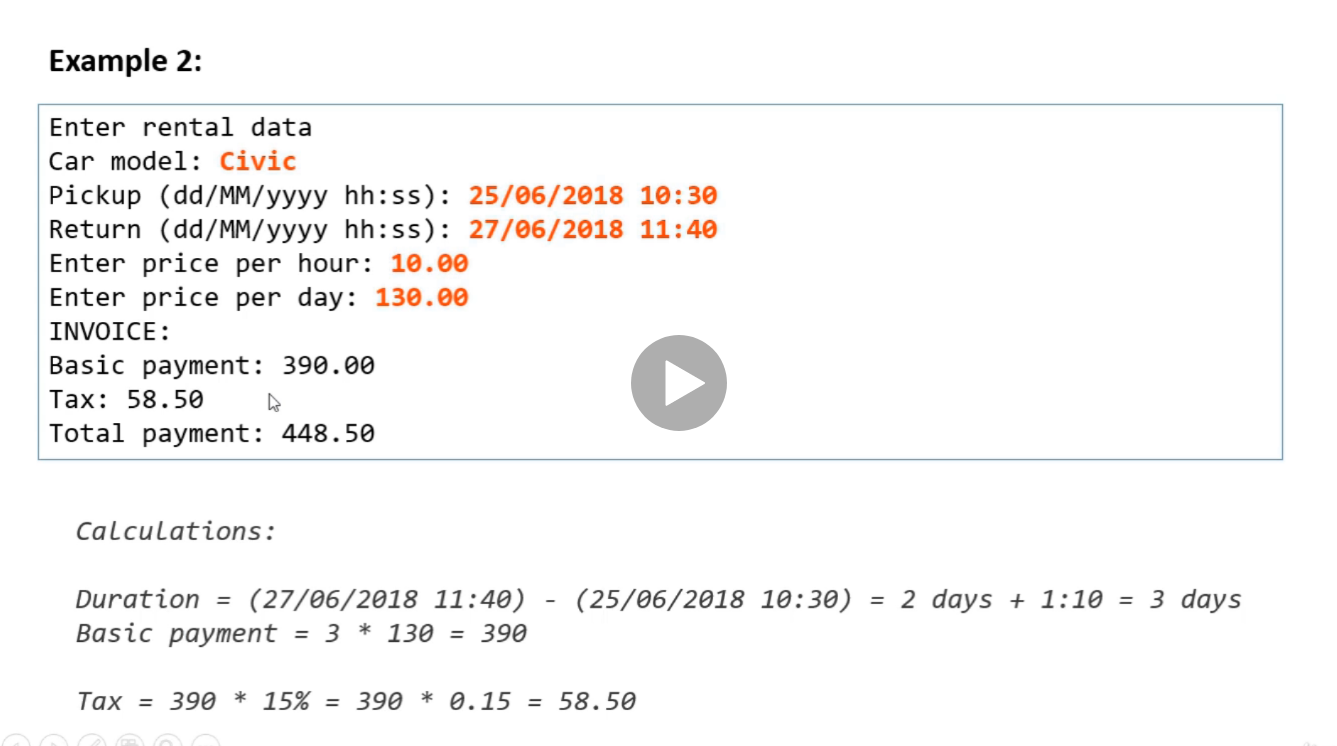 Example 2:
Enter rental data
Car model: Civic
Pickup (dd/MM/yyyy hh:ss): 25/06/2018 10:30
Return (dd/MM/yyyy hh:ss): 27/06/2018 11:40
Enter price per hour: 10.00
Enter price per day: 130.00
INVOICE:
Basic payment: 390.00
Tax: 58.50
Total payment: 448.50
Calculations:
Duration = (27/06/2018 11:40) - (25/06/2018 10:30) = 2 days + 1:10 = 3 days
Basic payment = 3 * 130 = 390
Tax = 390 * 15% = 390 * 0.15 = 58.50